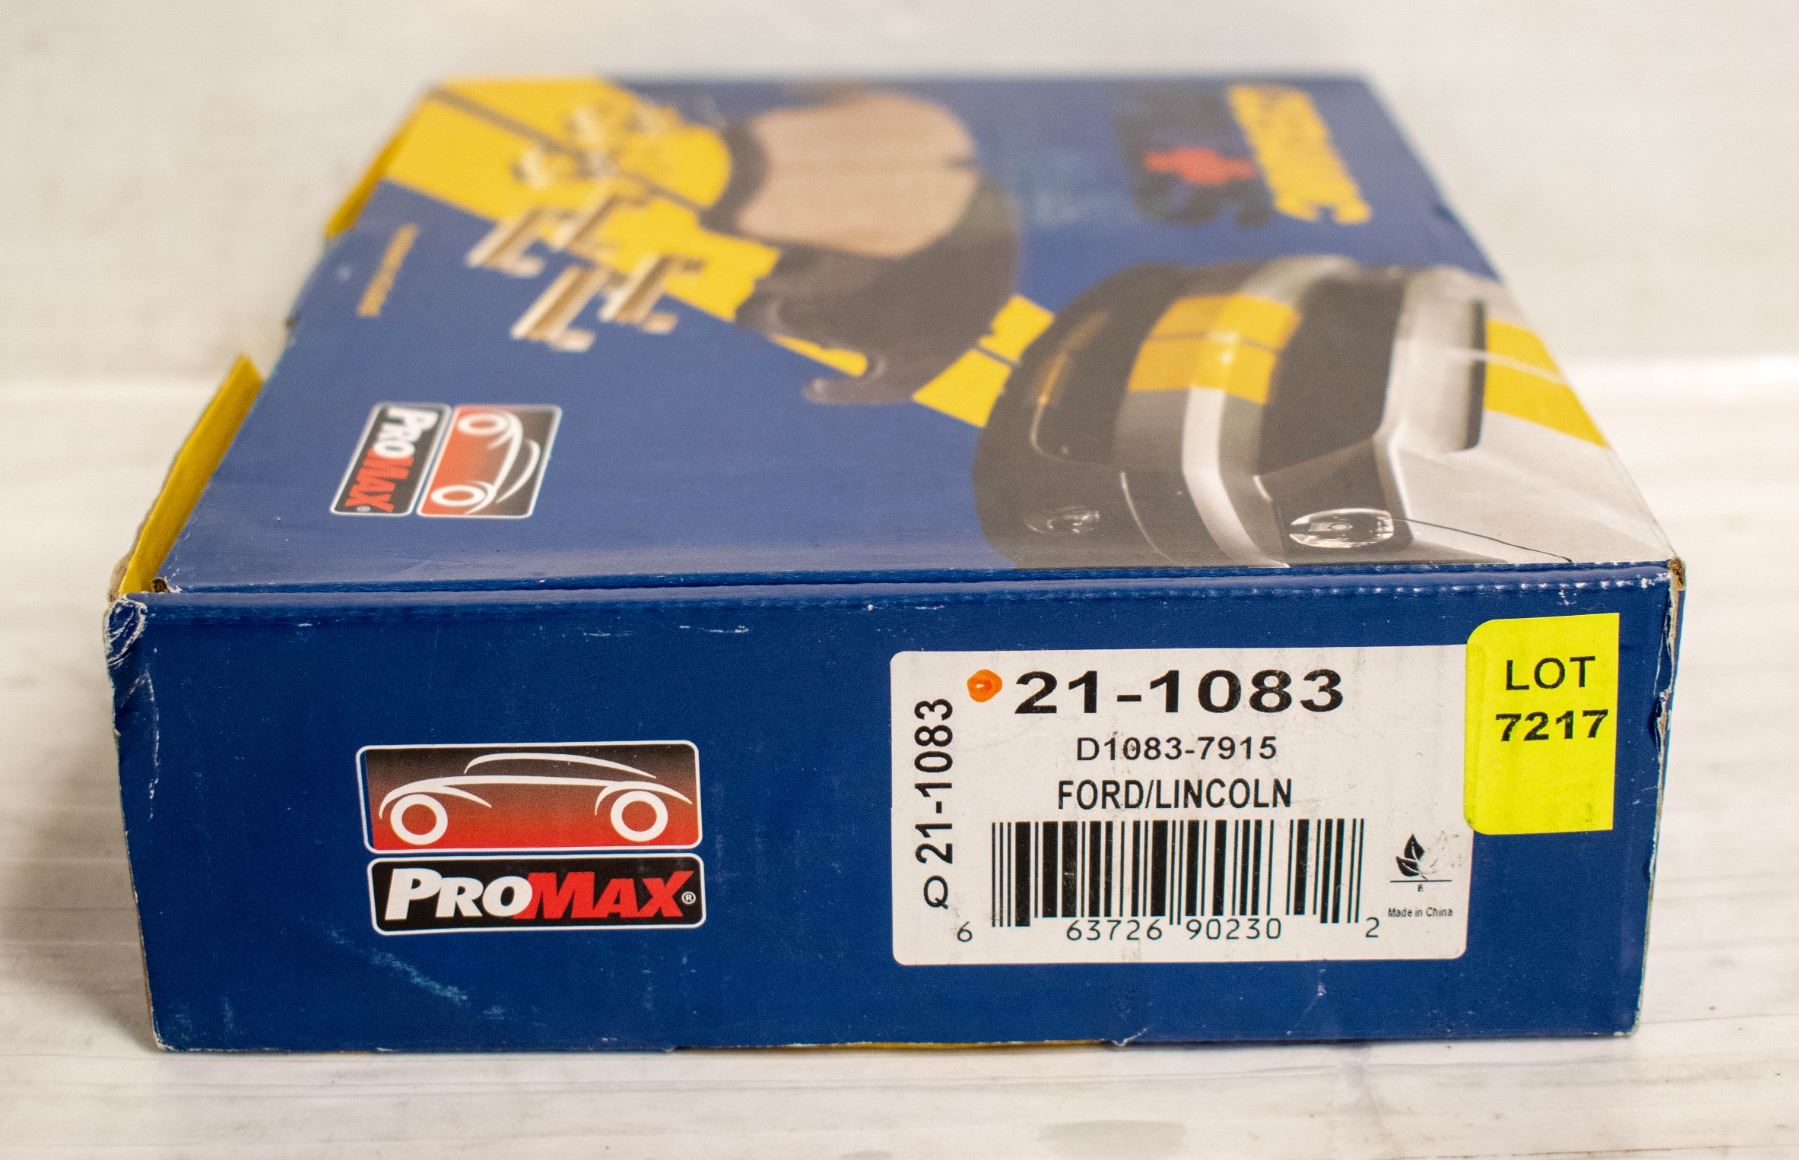 CERAMIC
PROMAX®
PROMAX®
21-1083
21-1083
D1083-7915
FORD/LINCOLN
6 63726 90230 2
B
Made in China
LOT
7217